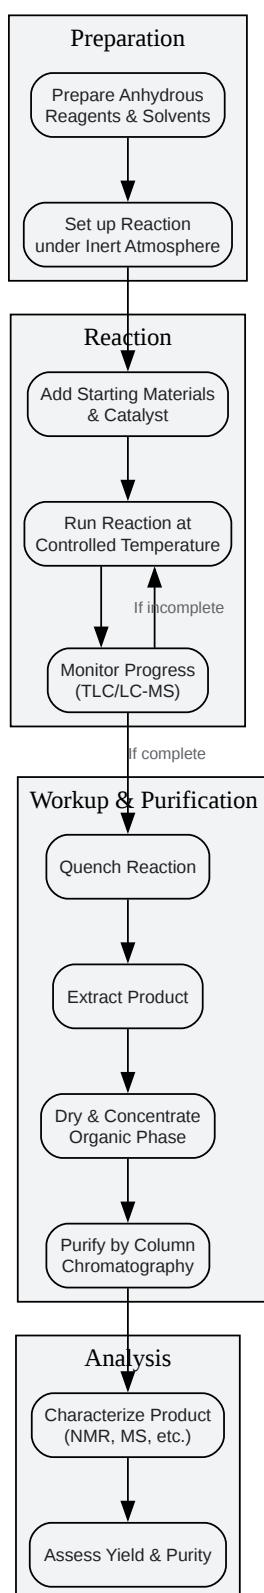 Preparation
Prepare Anhydrous
Reagents & Solvents
Set up Reaction
under Inert Atmosphere
Reaction
Add Starting Materials
& Catalyst
Run Reaction at
Controlled Temperature
If incomplete
Monitor Progress
(TLC/LC-MS)
If complete
Workup & Purification
Quench Reaction
Extract Product
Dry & Concentrate
Organic Phase
Purify by Column
Chromatography
Analysis
Characterize Product
(NMR, MS, etc.)
Assess Yield & Purity